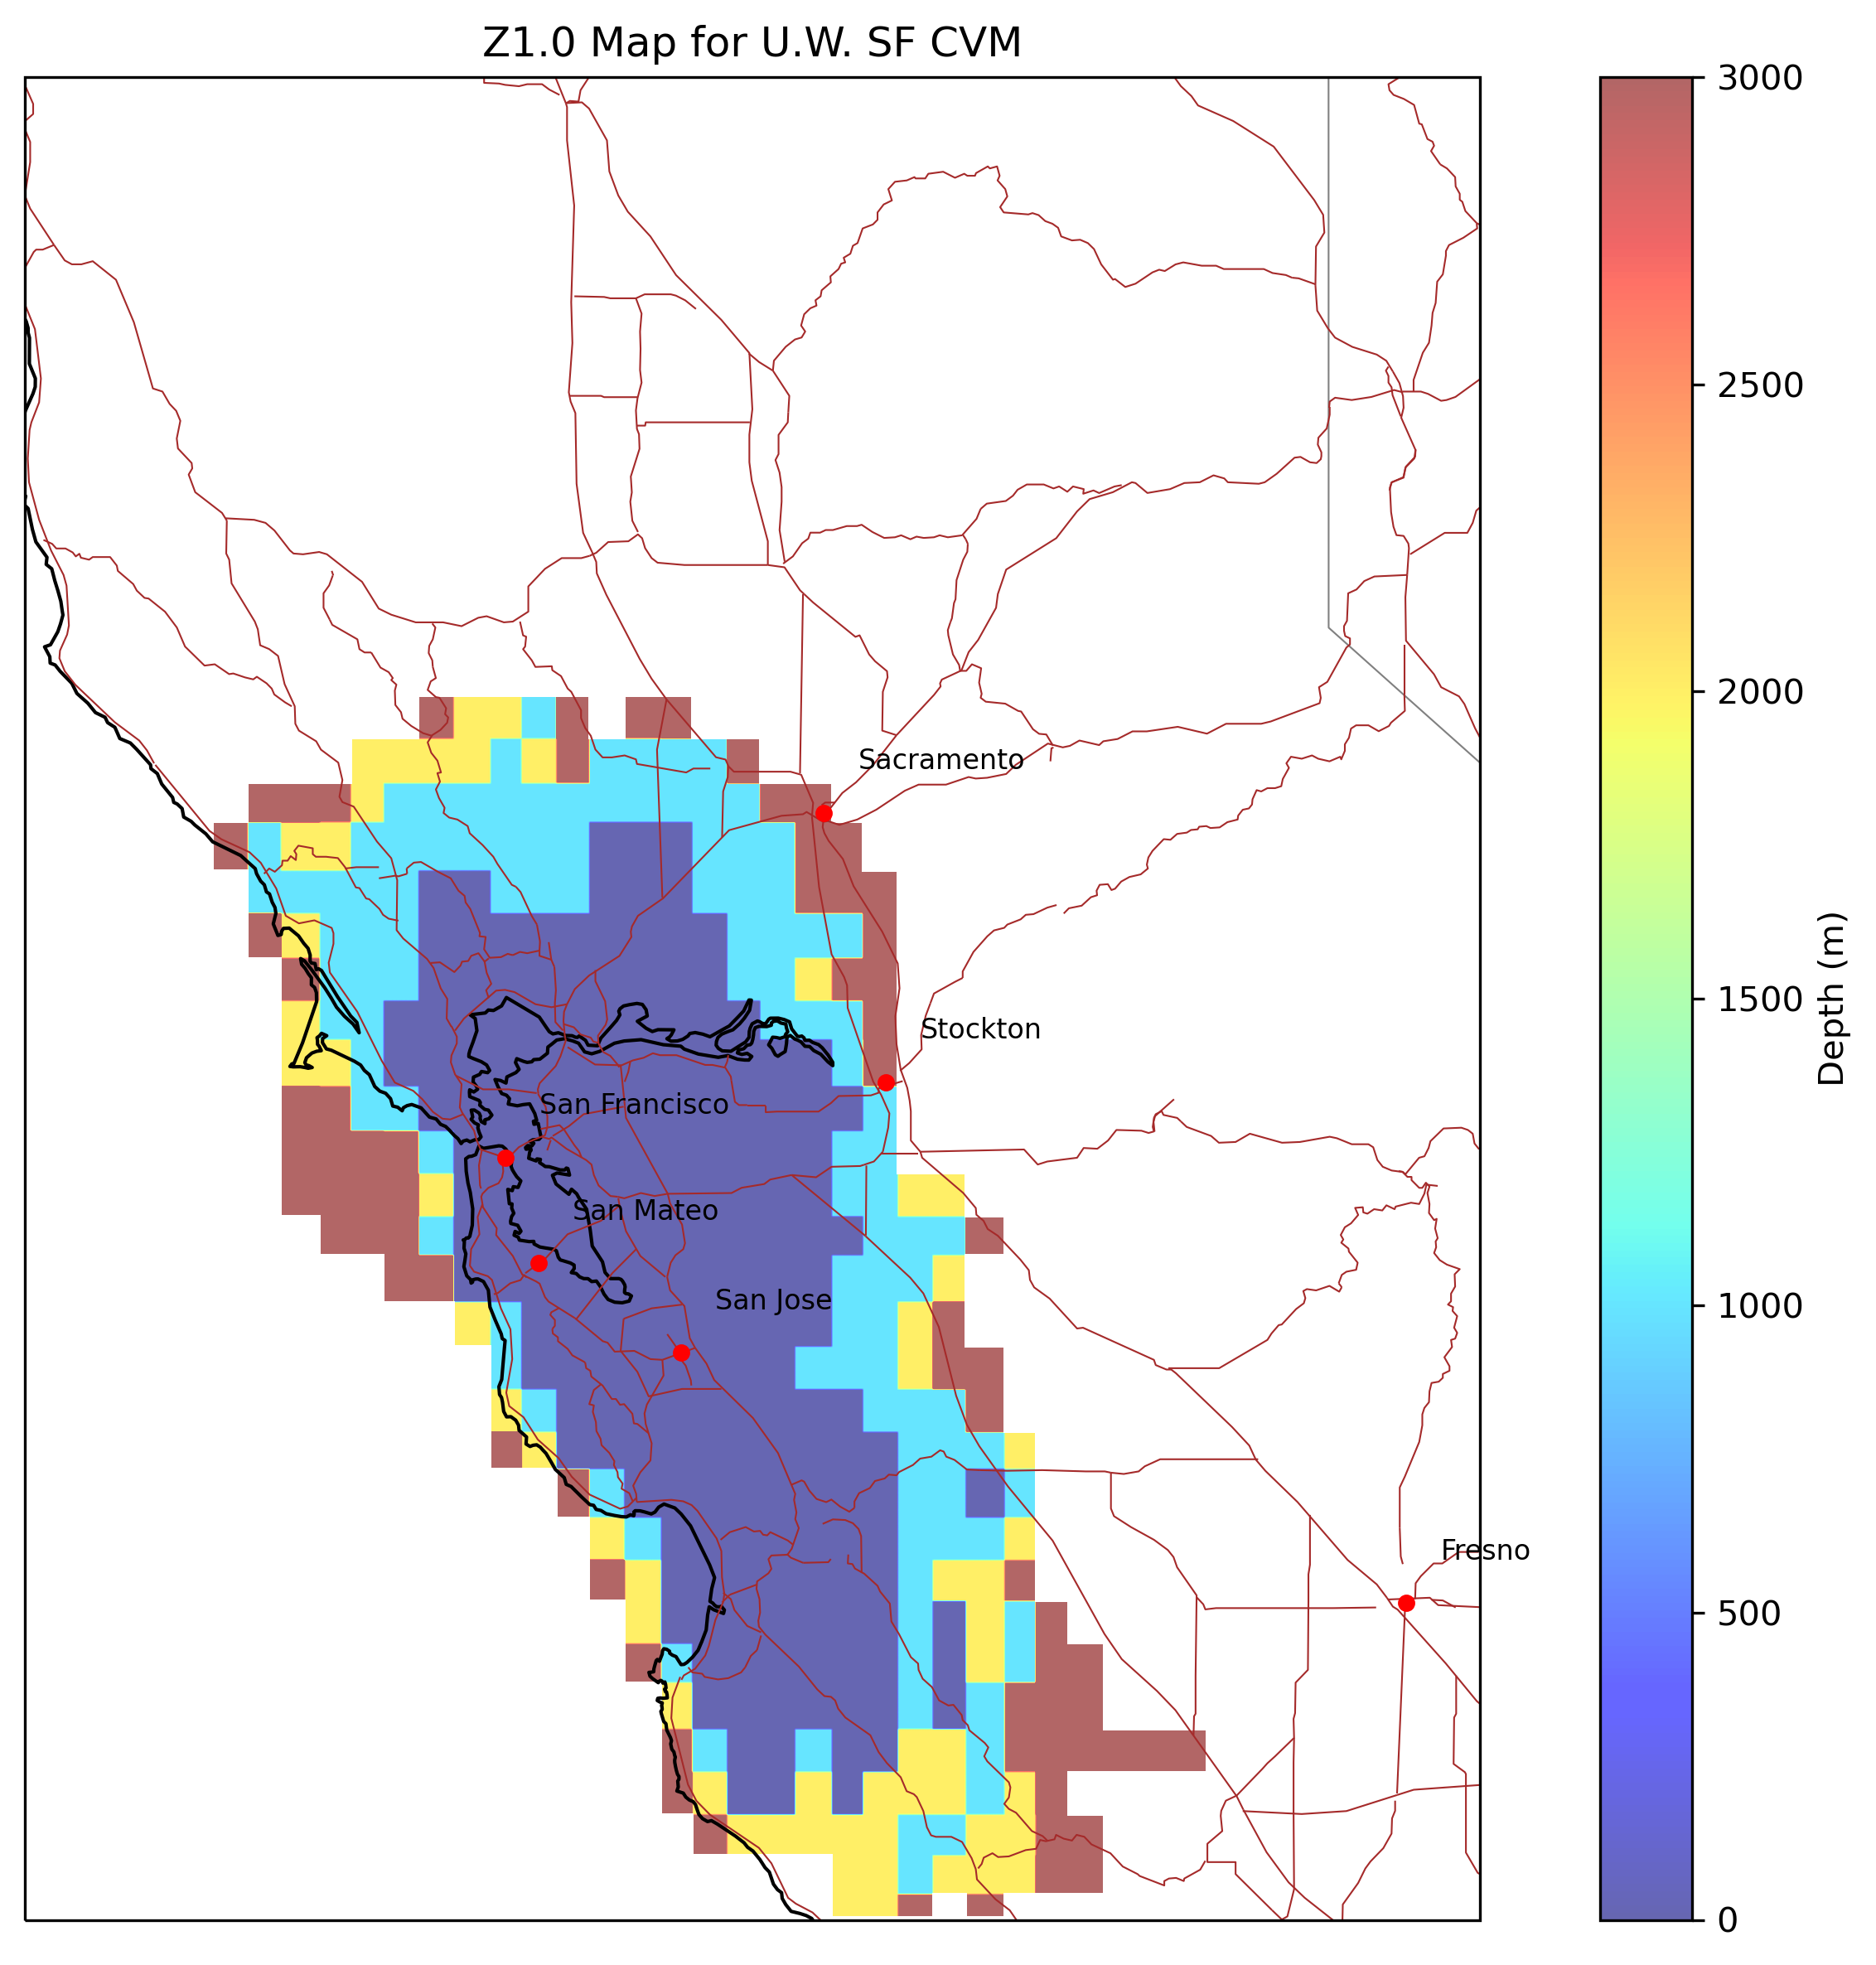 Z1.0 Map for U.W. SF CVM
3000
2500
2000
1500
1000
500
0
Depth (m)
Sacramento
Stockton
San Francisco
San Mateo
San Jose
Fresno